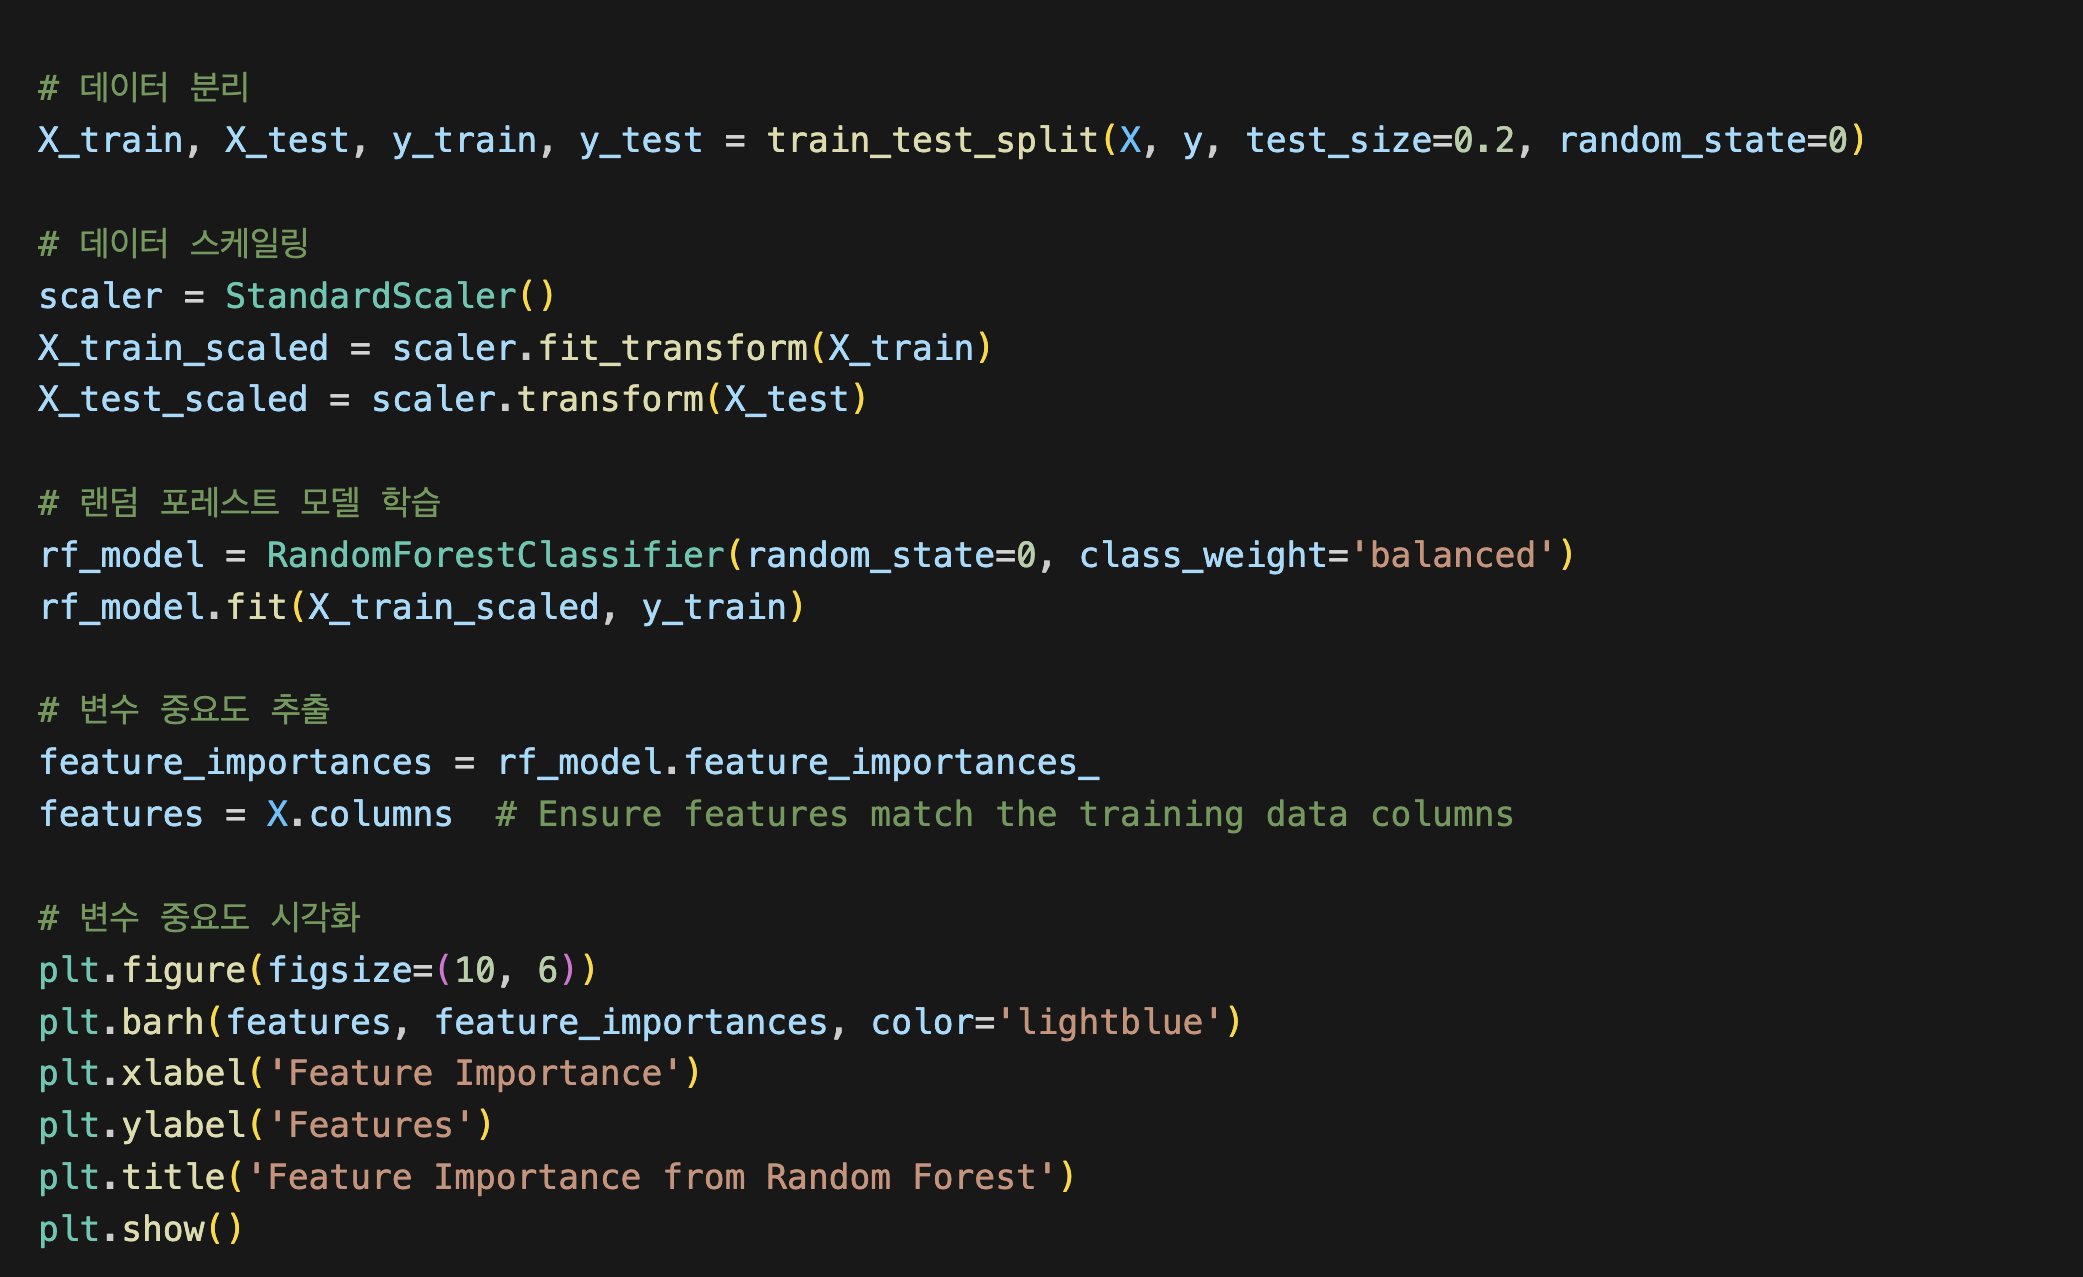 # 데이터 분리
X_train, X_test, y_train, y_test = train_test_split(X, y, test_size=0.2, random_state=0)
# 데이터 스케일링
scaler = StandardScaler()
X_train_scaled = scaler.fit_transform(X_train)
X_test_scaled = scaler.transform(X_test)
# 랜덤 포레스트 모델 학습
rf_model = RandomForestClassifier(random_state=0, class_weight='balanced')
rf_model.fit(X_train_scaled, y_train)
# 변수 중요도 추출
feature_importances = rf_model.feature_importances_
features = X.columns  # Ensure features match the training data columns
# 변수 중요도 시각화
plt.figure(figsize=(10, 6))
plt.barh(features, feature_importances, color='lightblue')
plt.xlabel('Feature Importance')
plt.ylabel('Features')
plt.title('Feature Importance from Random Forest')
plt.show()